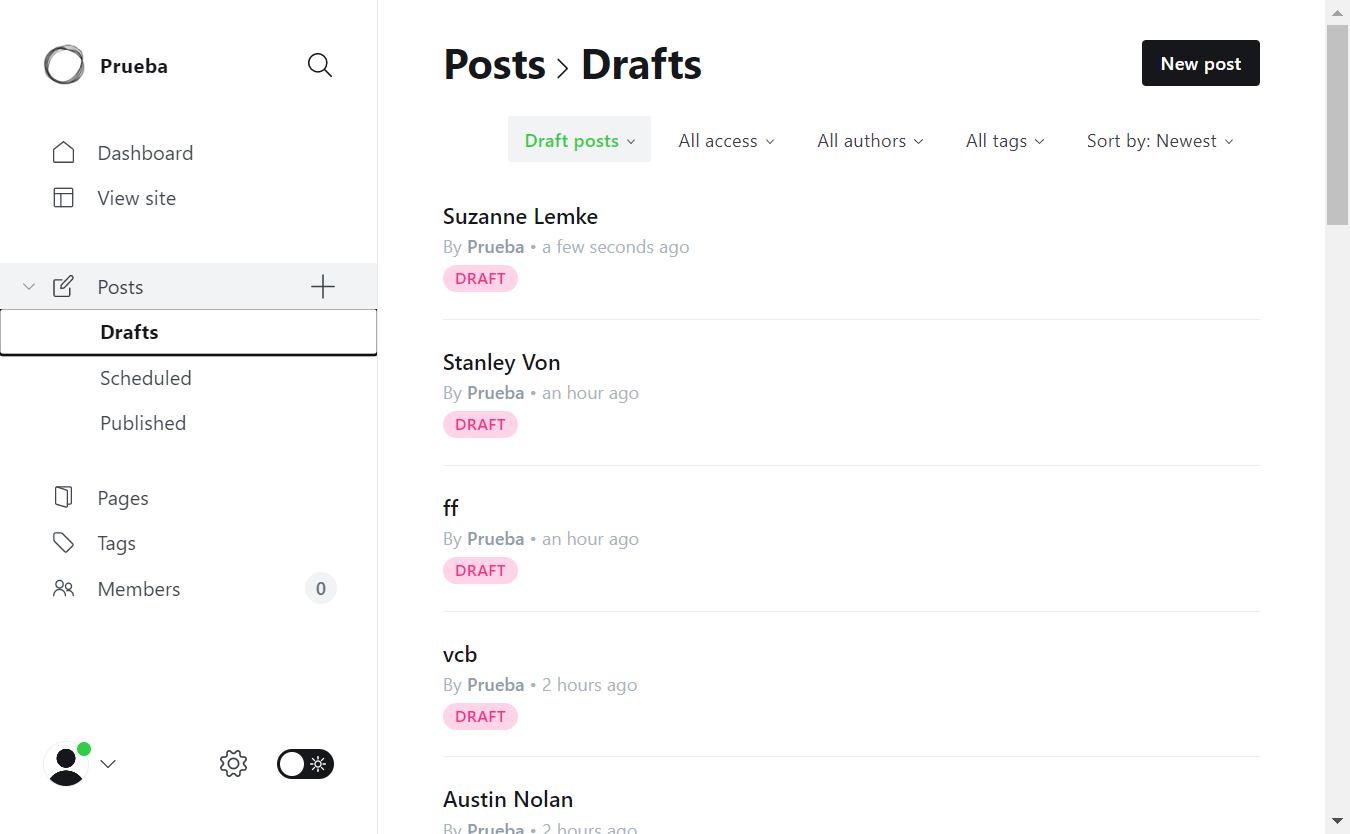 Prueba
Dashboard
View site
Posts
Drafts
Scheduled
Published
Pages
Tags
Members 0
Posts > Drafts
New post
Draft posts All access All authors All tags Sort by: Newest
Suzanne Lemke
By Prueba • a few seconds ago
DRAFT
Stanley Von
By Prueba • an hour ago
DRAFT
ff
By Prueba • an hour ago
DRAFT
vcb
By Prueba • 2 hours ago
DRAFT
Austin Nolan
By Prueba • 2 hours ago